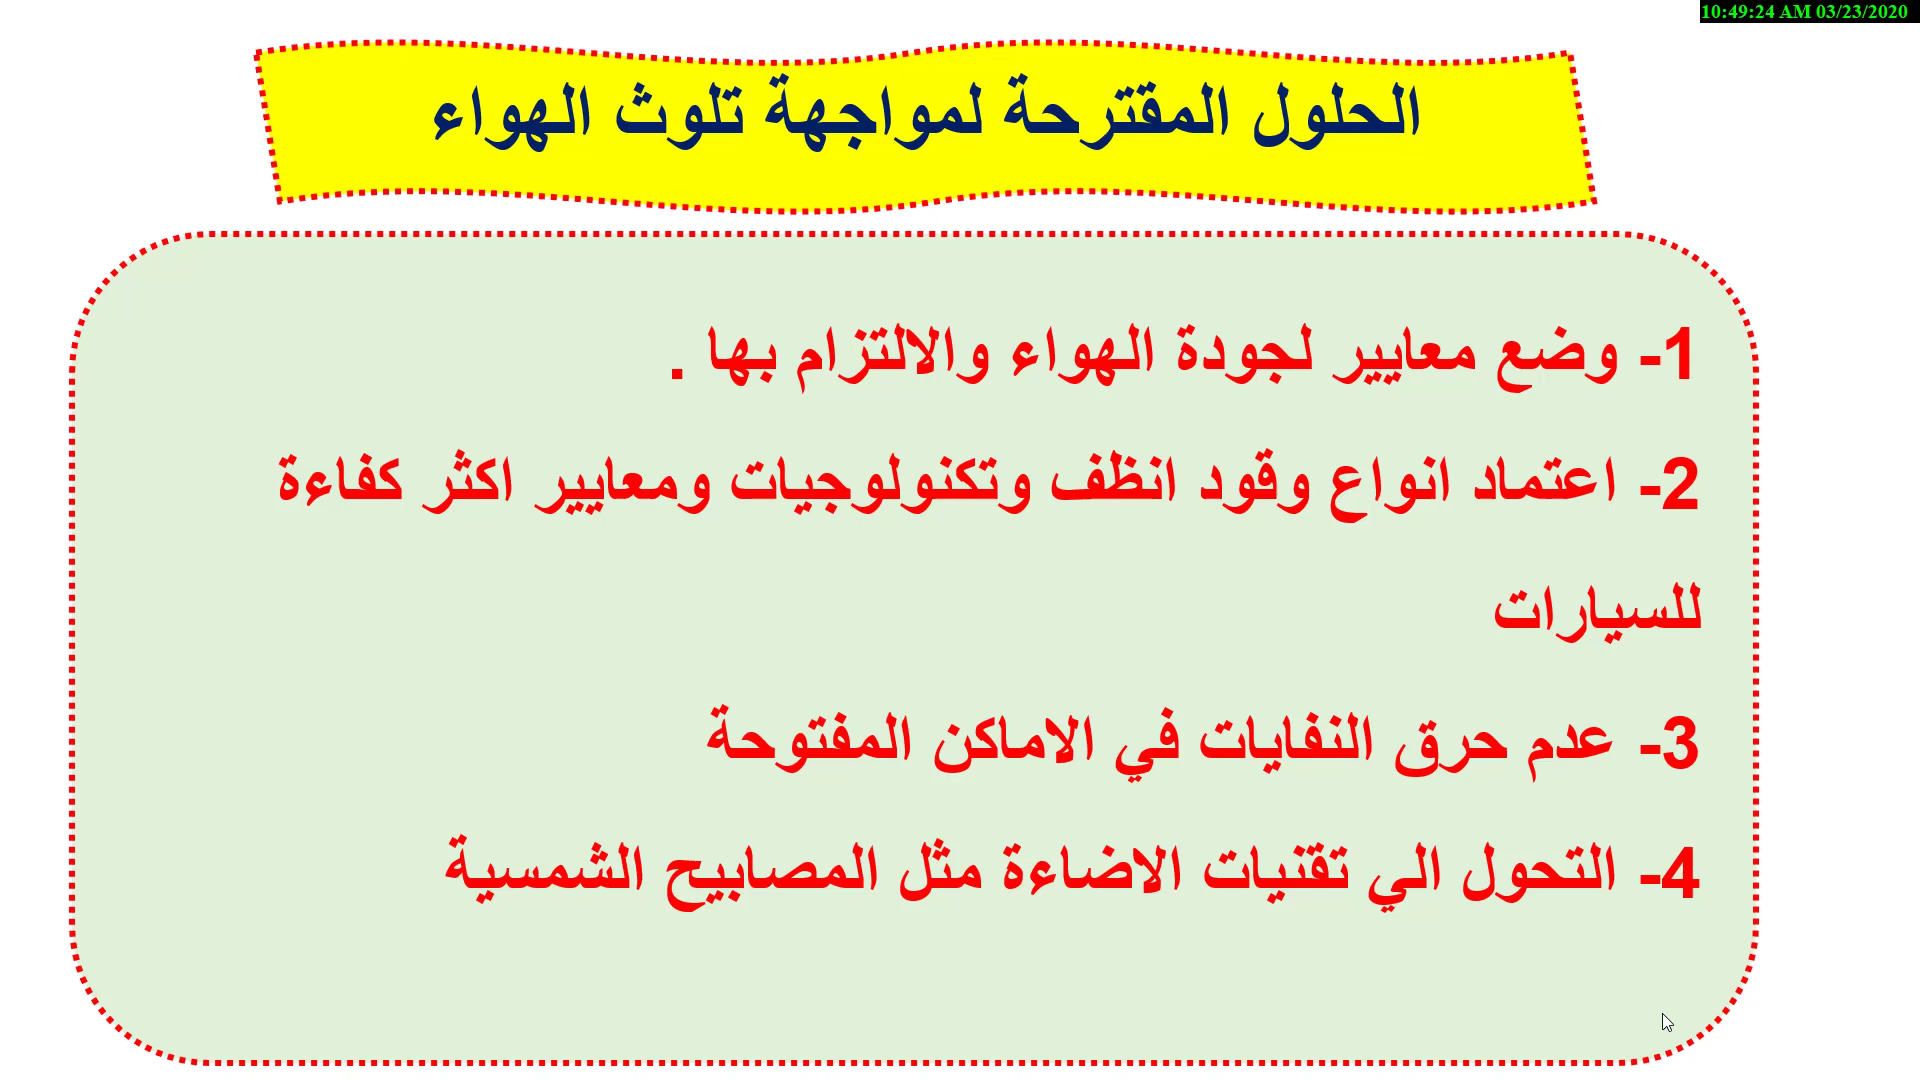 10:49:24 AM 03/23/2020
الحلول المقترحة لمواجهة تلوث الهواء
1- وضع معايير لجودة الهواء والالتزام بها .
2- اعتماد انواع وقود انظف وتكنولوجيات ومعايير اكثر كفاءة
للسيارات
3- عدم حرق النفايات في الاماكن المفتوحة
4- التحول الي تقنيات الاضاءة مثل المصابيح الشمسية